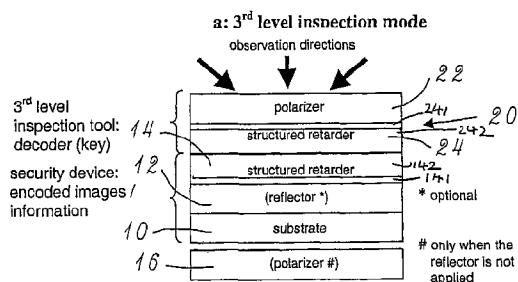 a: 3rd level inspection mode
observation directions
3rd level
inspection tool:
decoder (key)
security device:
encoded images /
information
polarizer
structured retarder
structured retarder
(reflector *)
substrate
(polarizer #)
22
241
20
242
24
14
12
142
141
10
16
* optional
# only when the
reflector is not
applied